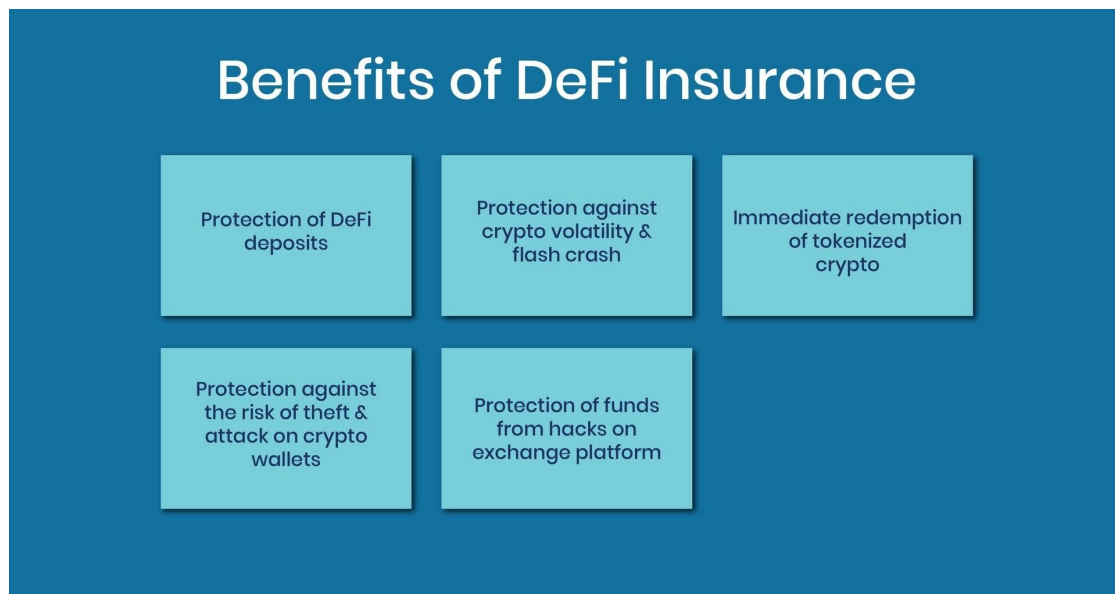 Benefits of DeFi Insurance
Protection of DeFi
deposits
Protection against
crypto volatility &
flash crash
Immediate redemption
of tokenized
crypto
Protection against
the risk of theft &
attack on crypto
wallets
Protection of funds
from hacks on
exchange platform